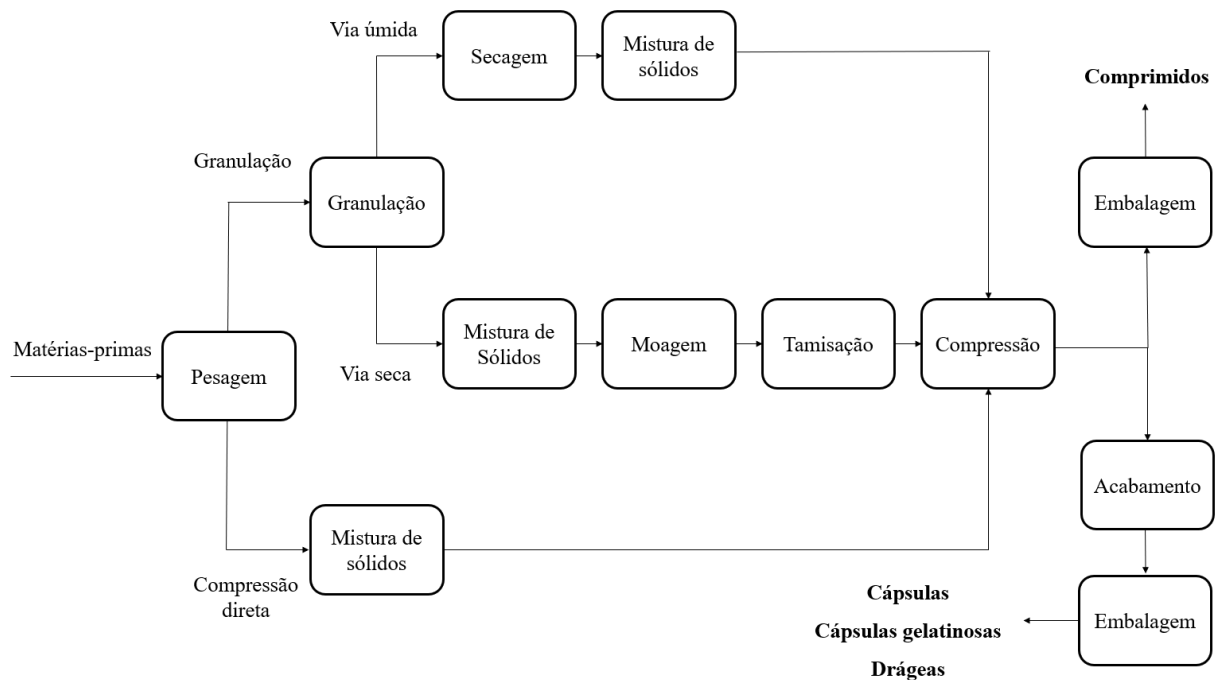 Via úmida
Secagem
Mistura de
sólidos
Comprimidos
Granulação
Granulação
Embalagem
Matérias-primas
Pesagem
Via seca
Mistura de
Sólidos
Moagem
Tamisação
Compressão
Acabamento
Compressão
direta
Mistura de
sólidos
Cápsulas
Cápsulas gelatinosas
Drágeas
Embalagem